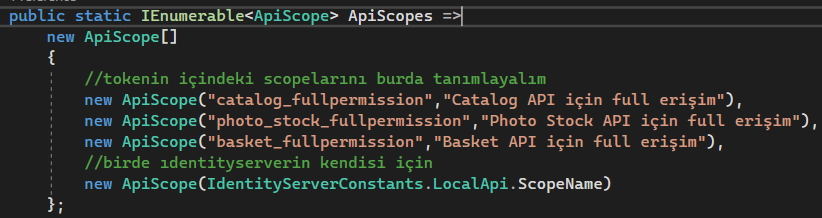 public static IEnumerable<ApiScope> ApiScopes =>
new ApiScope[]
{
//tokenin içindeki scopelarını burda tanımlayalım
new ApiScope("catalog_fullpermission","Catalog API için full erişim"),
new ApiScope("photo_stock_fullpermission","Photo Stock API için full erişim"),
new ApiScope("basket_fullpermission","Basket API için full erişim"),
//birde ıdentityserverin kendisi için
new ApiScope(IdentityServerConstants.LocalApi.ScopeName)
};